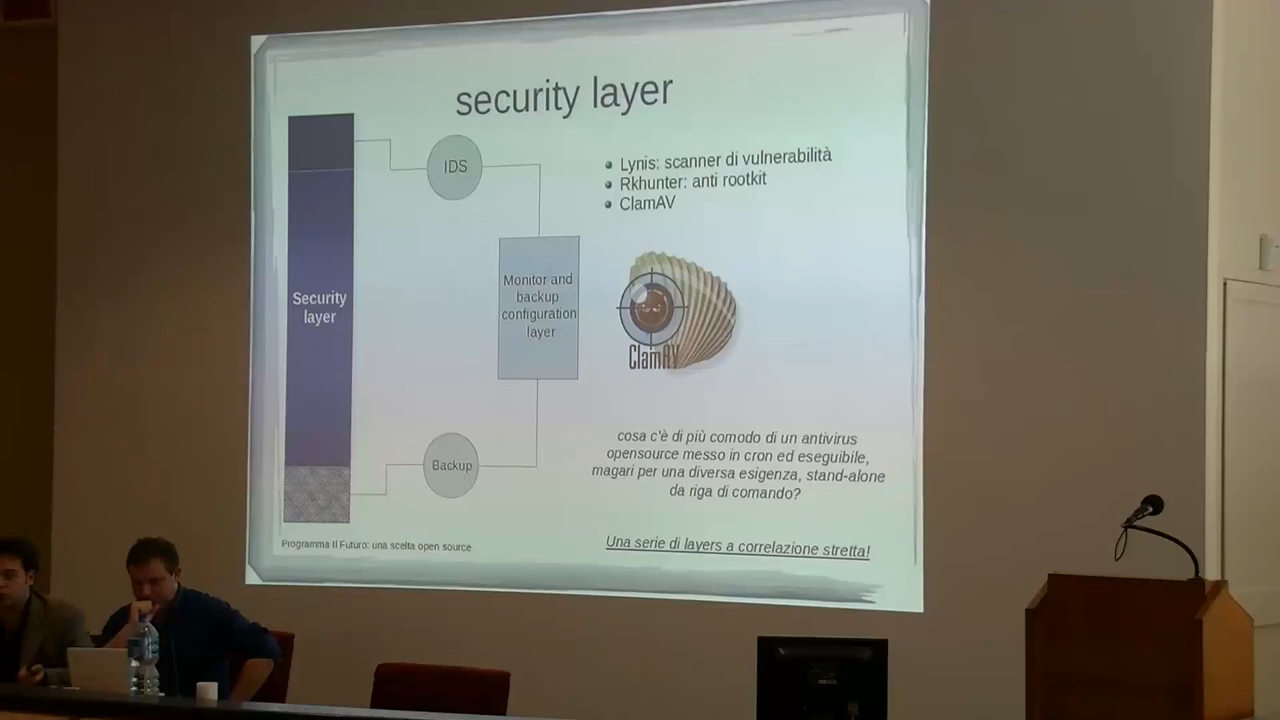 security layer
IDS
Lynis: scanner di vulnerabilità
Rkhunter: anti rootkit
ClamAV
Security
layer
Monitor and
backup
configuration
layer
ClamAV
Backup
cosa c'è di più comodo di un antivirus
opensource messo in cron ed eseguibile,
magari per una diversa esigenza, stand-alone
da riga di comando?
Una serie di layers a correlazione stretta!
Programma Il Futuro: una scelta open source